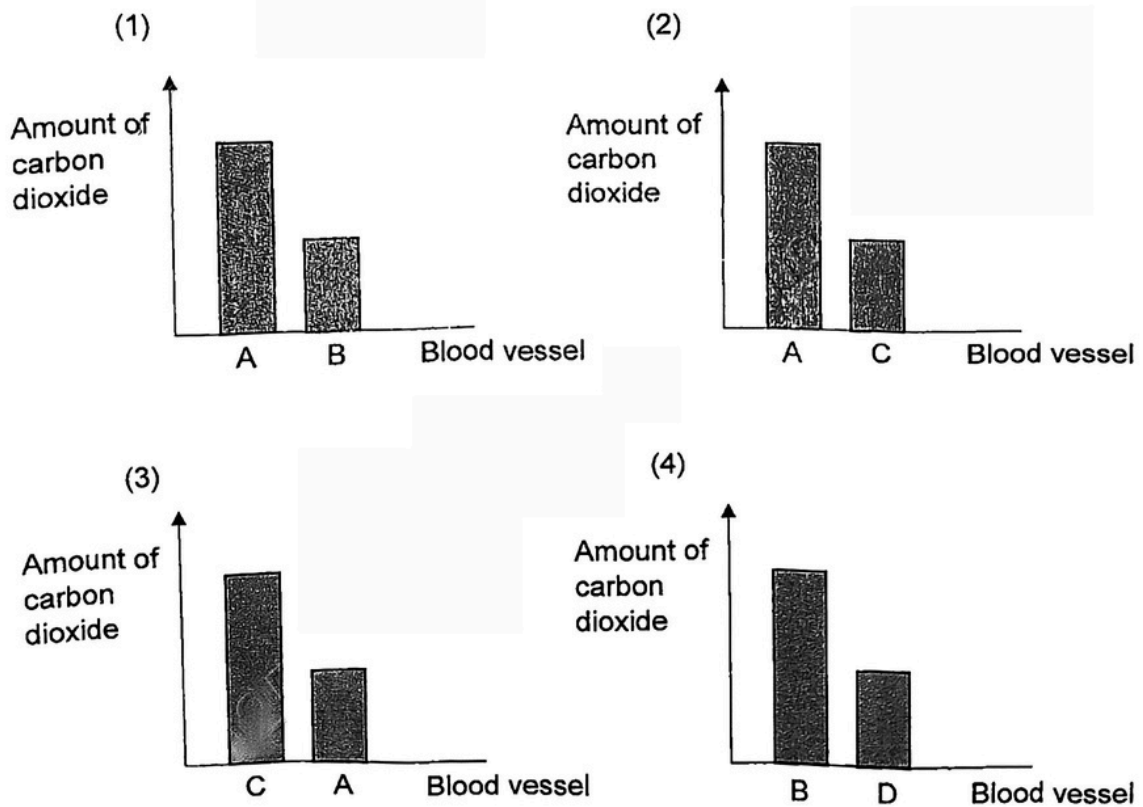 (1)
Amount of
carbon
dioxide
A B Blood vessel
(2)
Amount of
carbon
dioxide
A C Blood vessel
(3)
Amount of
carbon
dioxide
C A Blood vessel
(4)
Amount of
carbon
dioxide
B D Blood vessel